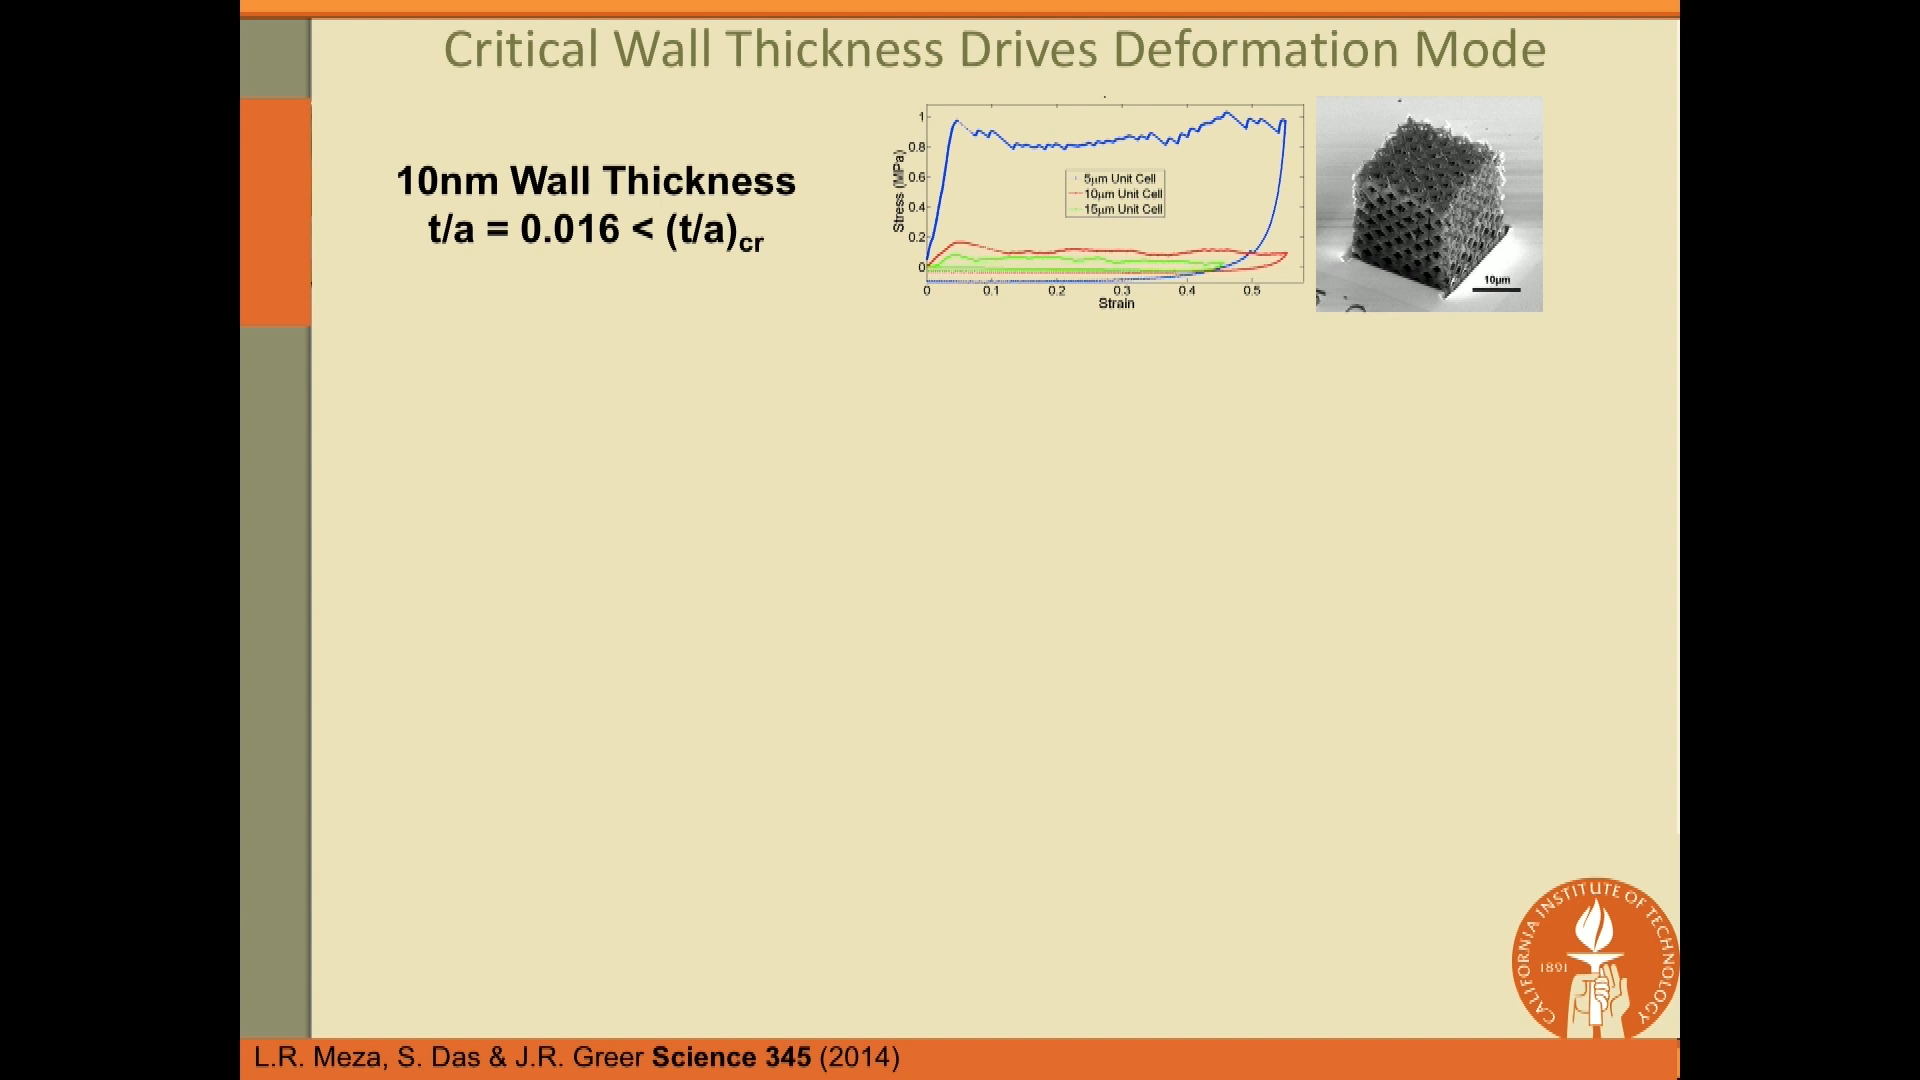 Critical Wall Thickness Drives Deformation Mode
10nm Wall Thickness
t/a = 0.016 < (t/a)cr
Stress (MPa)
1
0.8
0.6
0.4
0.2
0
5μm Unit Cell
10μm Unit Cell
15μm Unit Cell
0 0.1 0.2 0.3 0.4 0.5
Strain
10μm
CALIFORNIA INSTITUTE OF TECHNOLOGY
1891
L.R. Meza, S. Das & J.R. Greer Science 345 (2014)